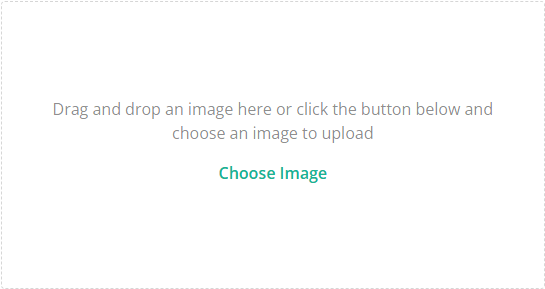 Drag and drop an image here or click the button below and
choose an image to upload
Choose Image